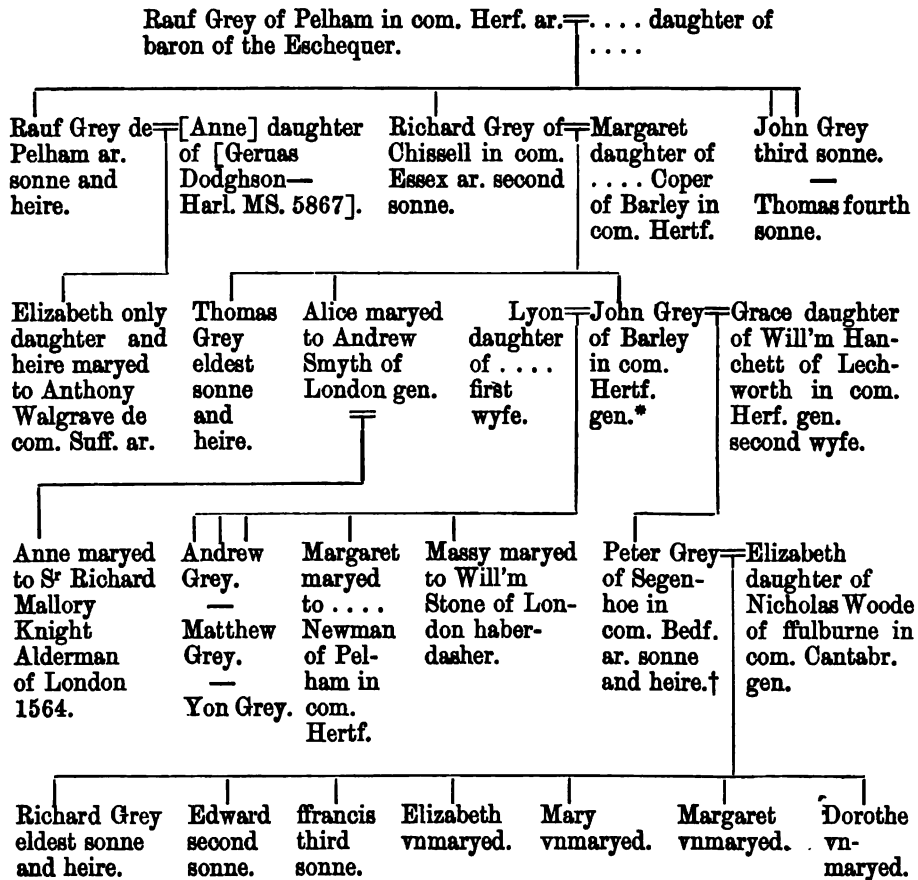 Rauf Grey of Pelham in com. Herf. ar.
baron of the Eschequer.
. . . . daughter of
. . . .
Rauf Grey de
Pelham ar.
sonne and
heire.
[Anne] daughter
of [Geruas
Dodghson—
Harl. MS. 5867].
Richard Grey of
Chissell in com.
Essex ar. second
sonne.
Margaret
daughter of
. . . . Coper
of Barley in
com. Hertf.
John Grey
third sonne.
—
Thomas fourth
sonne.
Elizabeth only
daughter and
heire maryed
to Anthony
Walgrave de
com. Suff. ar.
Thomas
Grey
eldest
sonne
and
heire.
Alice maryed
to Andrew
Smyth of
London gen.
Lyon
daughter
of . . . .
first
wyfe.
John Grey
of Barley
in com.
Hertf.
gen.*
Grace daughter
of Will'm Han-
chett of Lech-
worth in com.
Herf. gen.
second wyfe.
Anne maryed
to Sr Richard
Mallory
Knight
Alderman
of London
1564.
Andrew
Grey.
—
Matthew
Grey.
—
Yon Grey.
Margaret
maryed
to . . . .
Newman
of Pel-
ham in
com.
Hertf.
Massy maryed
to Will'm
Stone of Lon-
don haber-
dasher.
Peter Grey
of Segen-
hoe in
com. Bedf.
ar. sonne
and heire.†
Elizabeth
daughter of
Nicholas Woode
of ffulburne in
com. Cantabr.
gen.
Richard Grey
eldest sonne
and heire.
Edward
second
sonne.
ffrancis
third
sonne.
Elizabeth
vnmaryed.
Mary
vnmaryed.
Margaret
vnmaryed.
Dorothe
vn-
maryed.